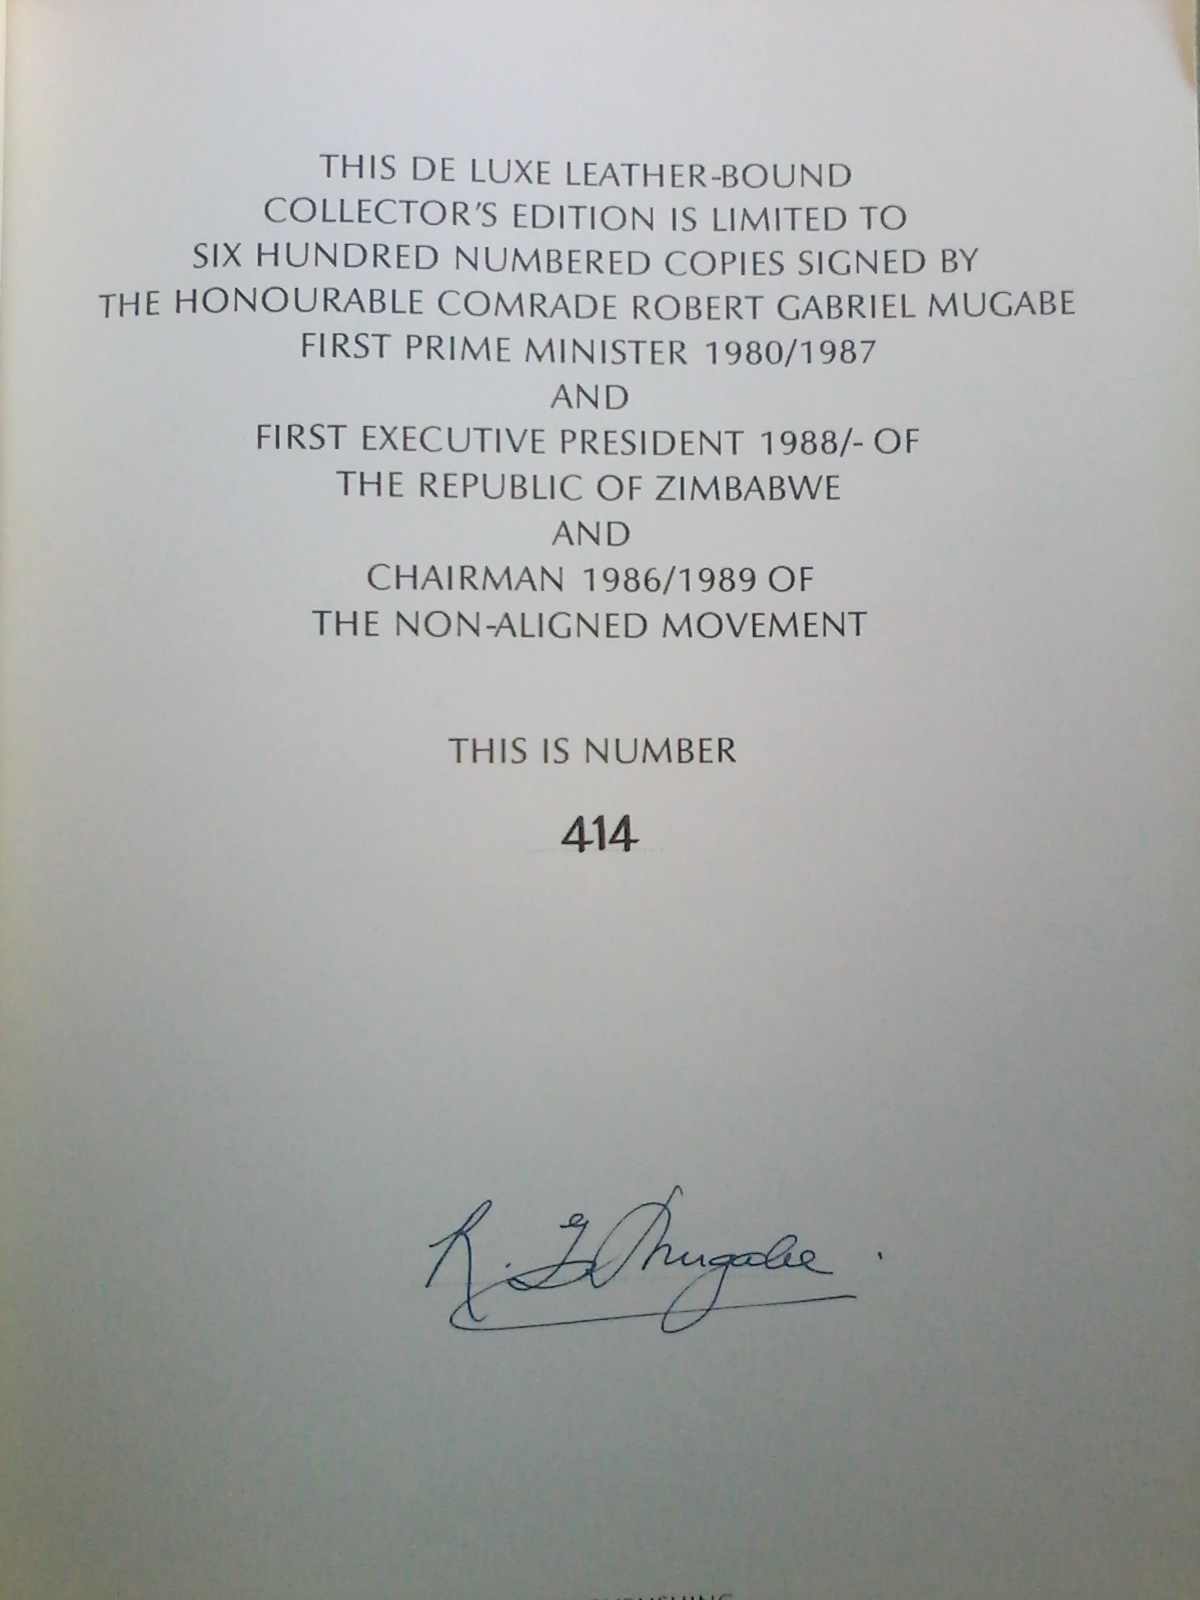 THIS DE LUXE LEATHER-BOUND
COLLECTOR'S EDITION IS LIMITED TO
SIX HUNDRED NUMBERED COPIES SIGNED BY
THE HONOURABLE COMRADE ROBERT GABRIEL MUGABE
FIRST PRIME MINISTER 1980/1987
AND
FIRST EXECUTIVE PRESIDENT 1988/- OF
THE REPUBLIC OF ZIMBABWE
AND
CHAIRMAN 1986/1989 OF
THE NON-ALIGNED MOVEMENT
THIS IS NUMBER
414
R. G. Mugabe.